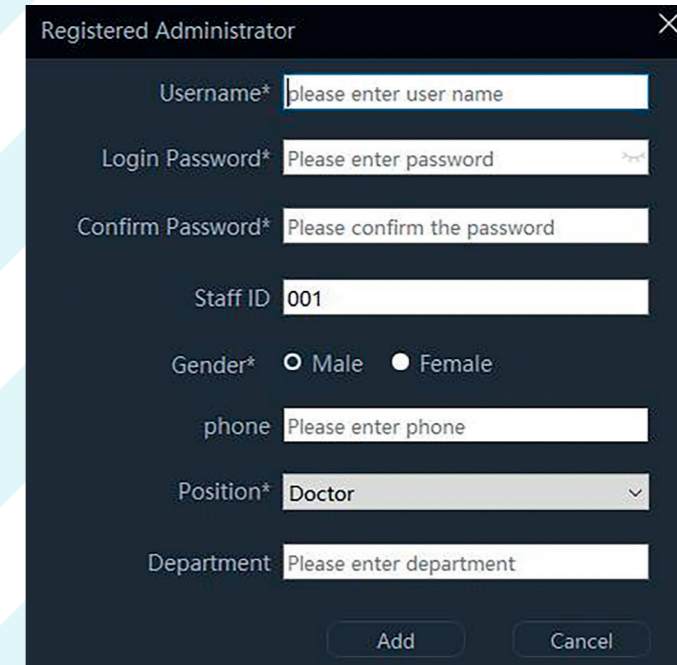 Registered Administrator
Username* please enter user name
Login Password* Please enter password
Confirm Password* Please confirm the password
Staff ID 001
Gender* Male Female
phone Please enter phone
Position* Doctor
Department Please enter department
Add Cancel